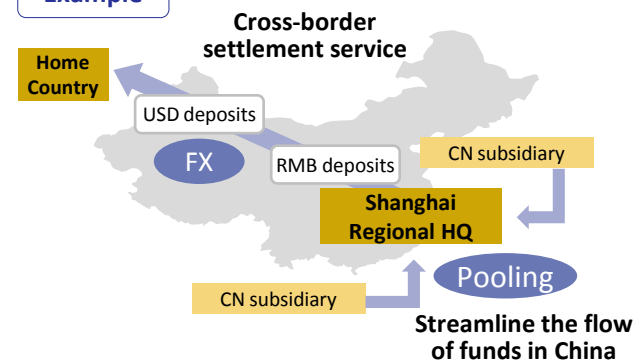 Example
Cross-border
settlement service
Home
Country
USD deposits
FX
RMB deposits
CN subsidiary
Shanghai
Regional HQ
Pooling
CN subsidiary
Streamline the flow
of funds in China